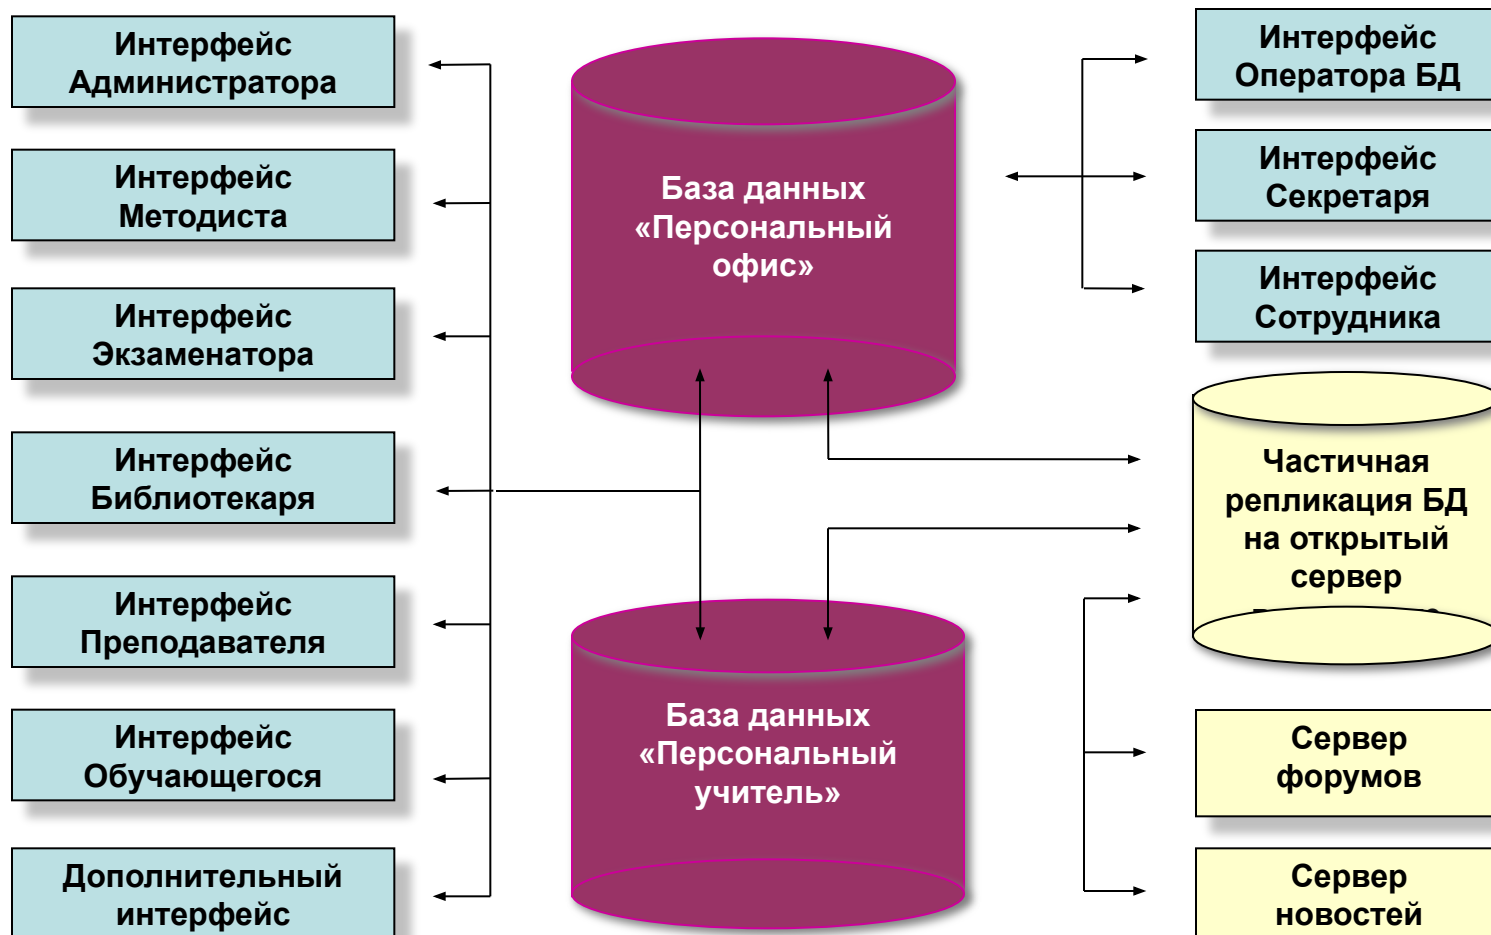 Интерфейс
Администратора
Интерфейс
Методиста
Интерфейс
Экзаменатора
Интерфейс
Библиотекаря
Интерфейс
Преподавателя
Интерфейс
Обучающегося
Дополнительный
интерфейс
База данных
«Персональный
офис»
База данных
«Персональный
учитель»
Интерфейс
Оператора БД
Интерфейс
Секретаря
Интерфейс
Сотрудника
Частичная
репликация БД
на открытый
сервер
Сервер
форумов
Сервер
новостей